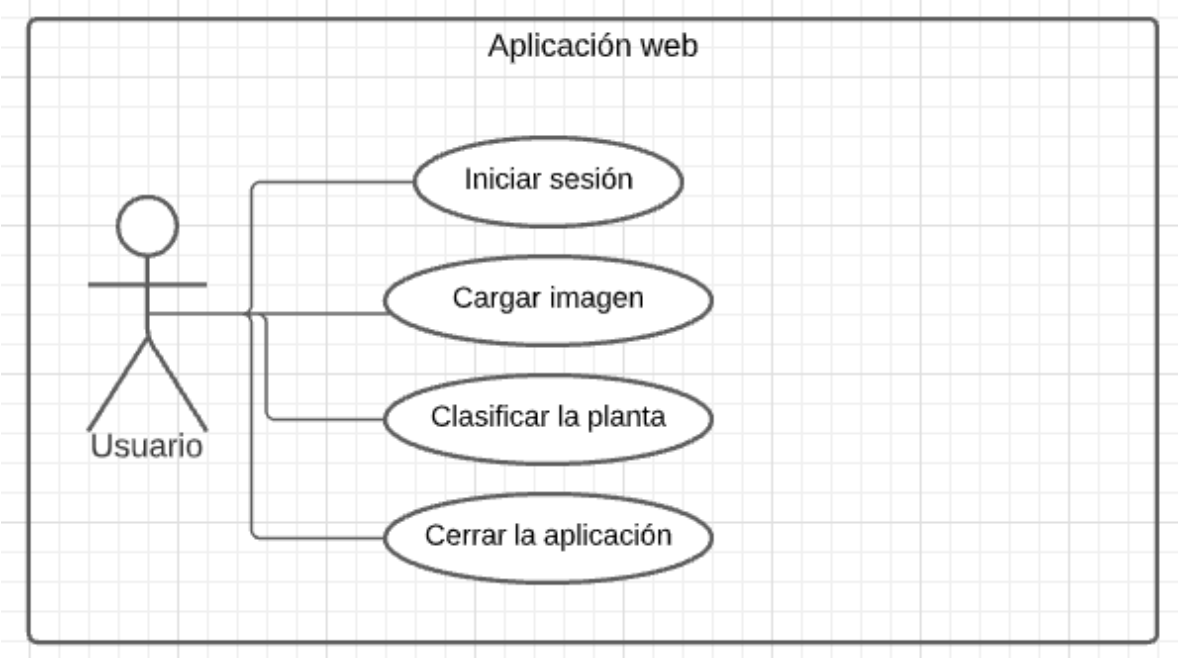 Aplicación web
Iniciar sesión
Cargar imagen
Clasificar la planta
Usuario
Cerrar la aplicación